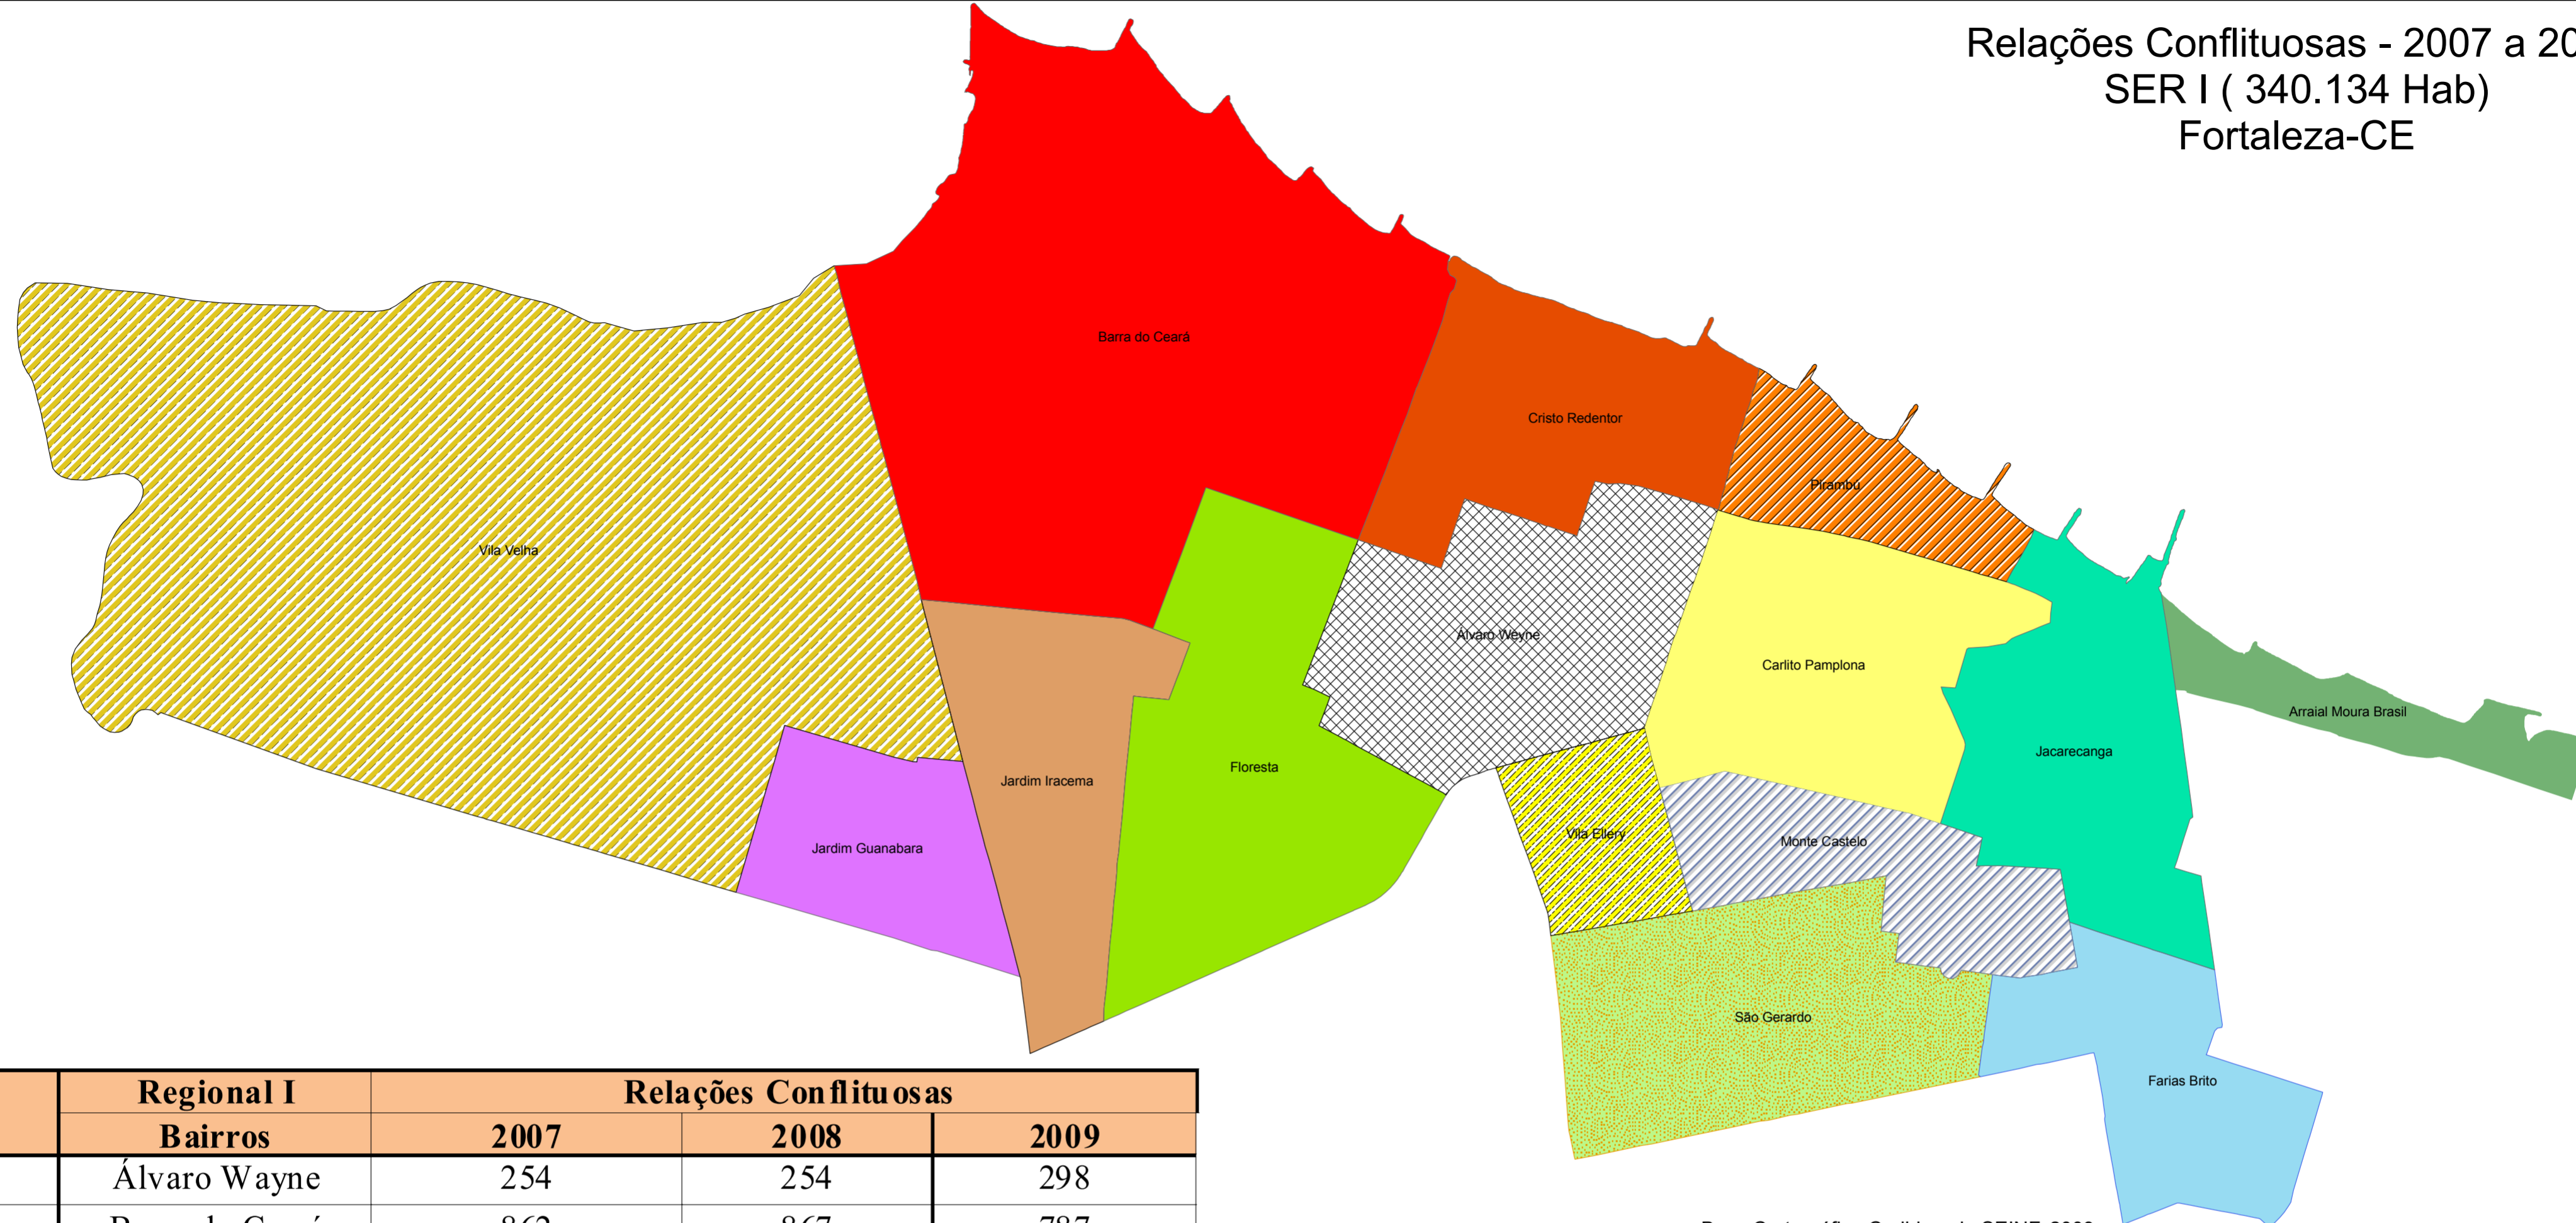 Relações Conflituosas - 2007 a 20
SER I ( 340.134 Hab)
Fortaleza-CE
Barra do Ceará
Cristo Redentor
Pirambú
Vila Velha
Álvaro Weyne
Carlito Pamplona
Arraial Moura Brasil
Jacarecanga
Floresta
Jardim Iracema
Vila Ellery
Monte Castelo
Jardim Guanabara
São Gerardo
Farias Brito
Regional I Relações Conflituosas
Bairros 2007 2008 2009
Álvaro Wayne 254 254 298